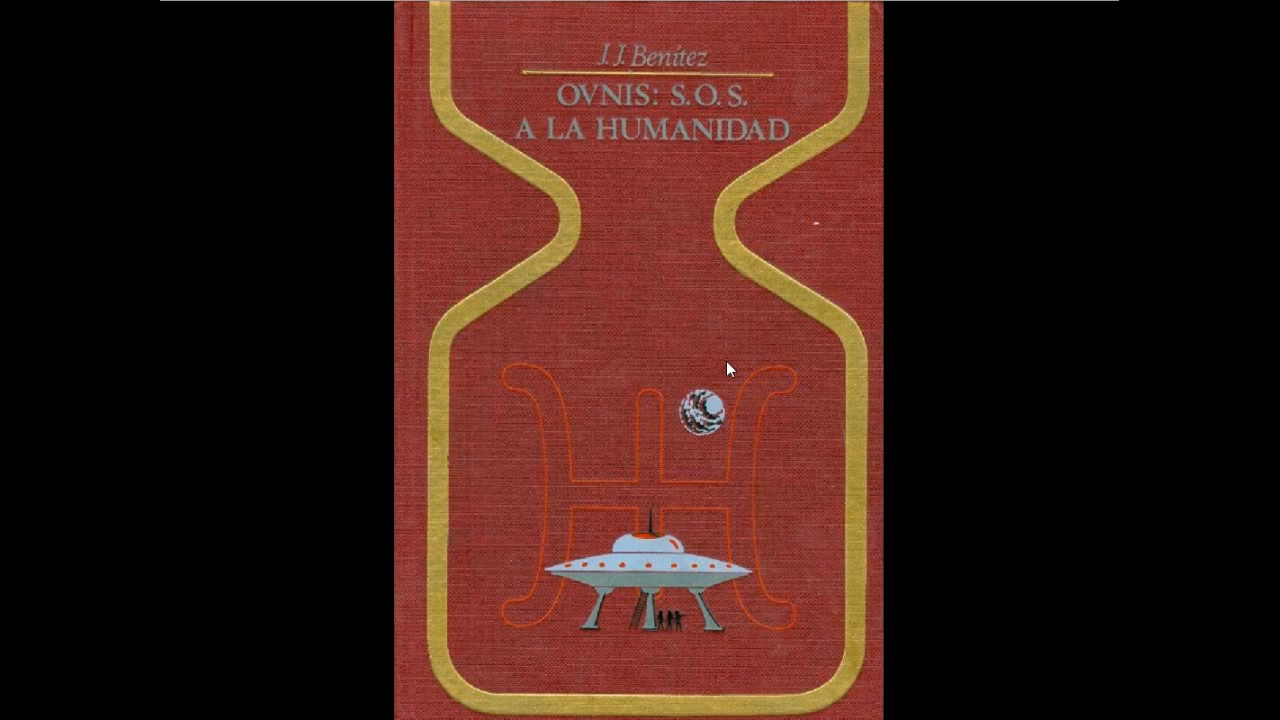 J. J. Benítez
OVNIS: S. O. S.
A LA HUMANIDAD